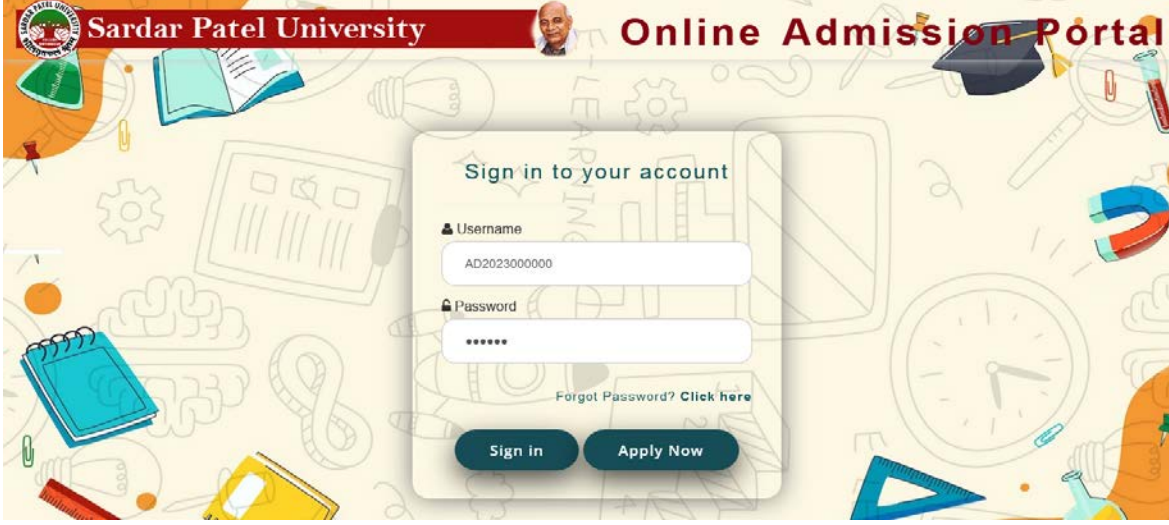 Sardar Patel University
Online Admission Portal
E-LEARNING
Sign in to your account
Username
AD2023000000
Password
••••••
Forgot Password? Click here
Sign in
Apply Now